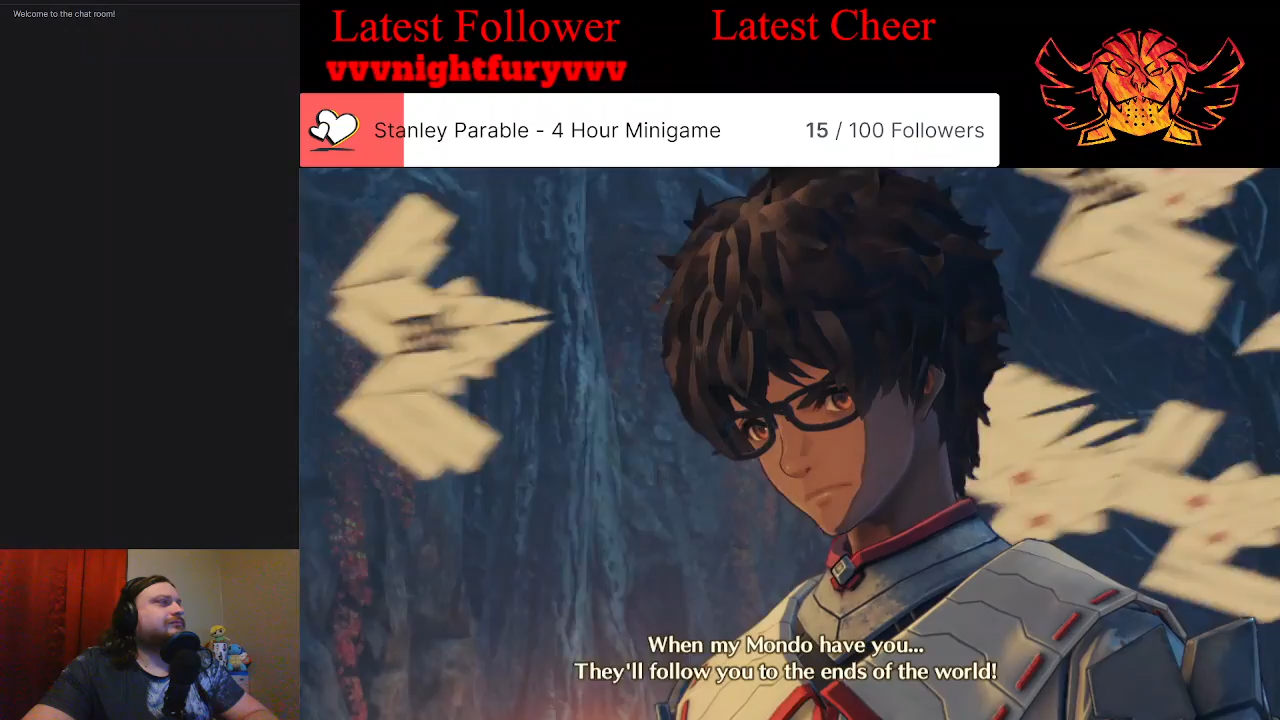 Welcome to the chat room!
Latest Follower
vvvnightfuryvvv
Latest Cheer
Stanley Parable - 4 Hour Minigame
15 / 100 Followers
When my Mondo have you...
They'll follow you to the ends of the world!